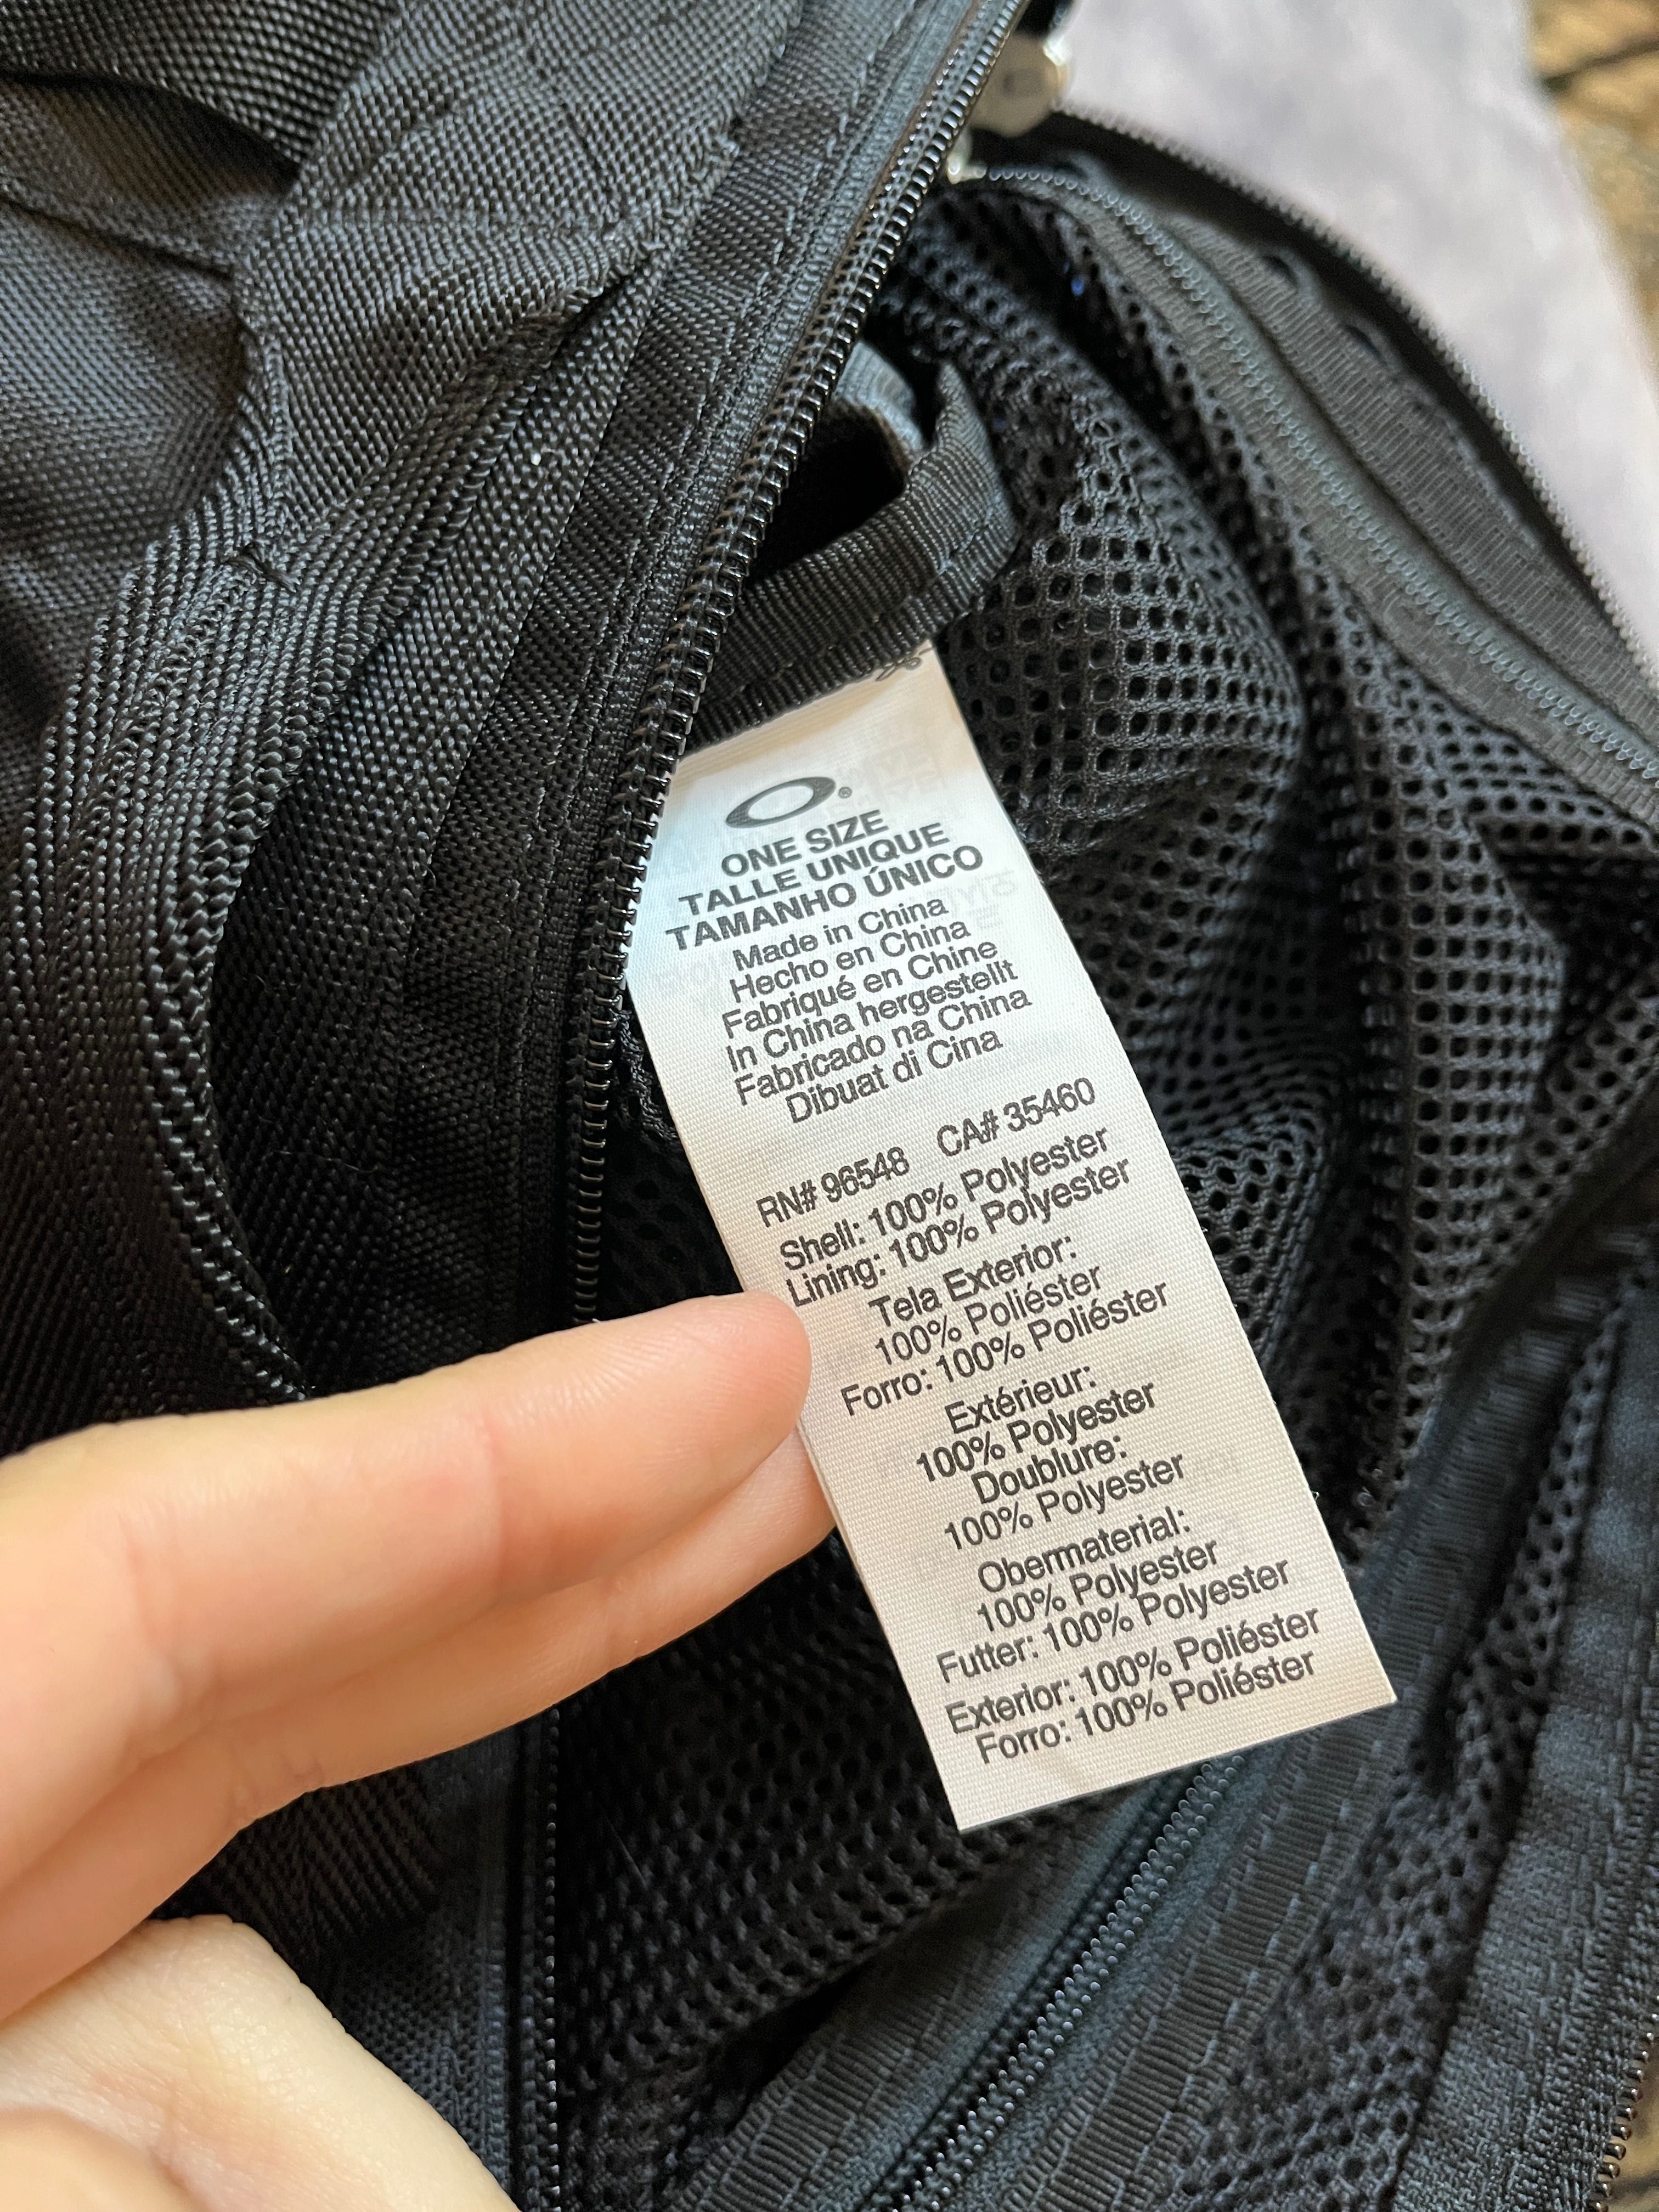 ONE SIZE
TALLE UNIQUE
TAMANHO ÚNICO
Made in China
Hecho en China
Fabriqué en Chine
In China hergestellt
Fabricado na China
Dibuat di Cina
RN# 96548 CA# 35460
Shell: 100% Polyester
Lining: 100% Polyester
Tela Exterior:
100% Poliéster
Forro: 100% Poliéster
Extérieur:
100% Polyester
Doublure:
100% Polyester
Obermaterial:
100% Polyester
Futter: 100% Polyester
Exterior: 100% Poliéster
Forro: 100% Poliéster